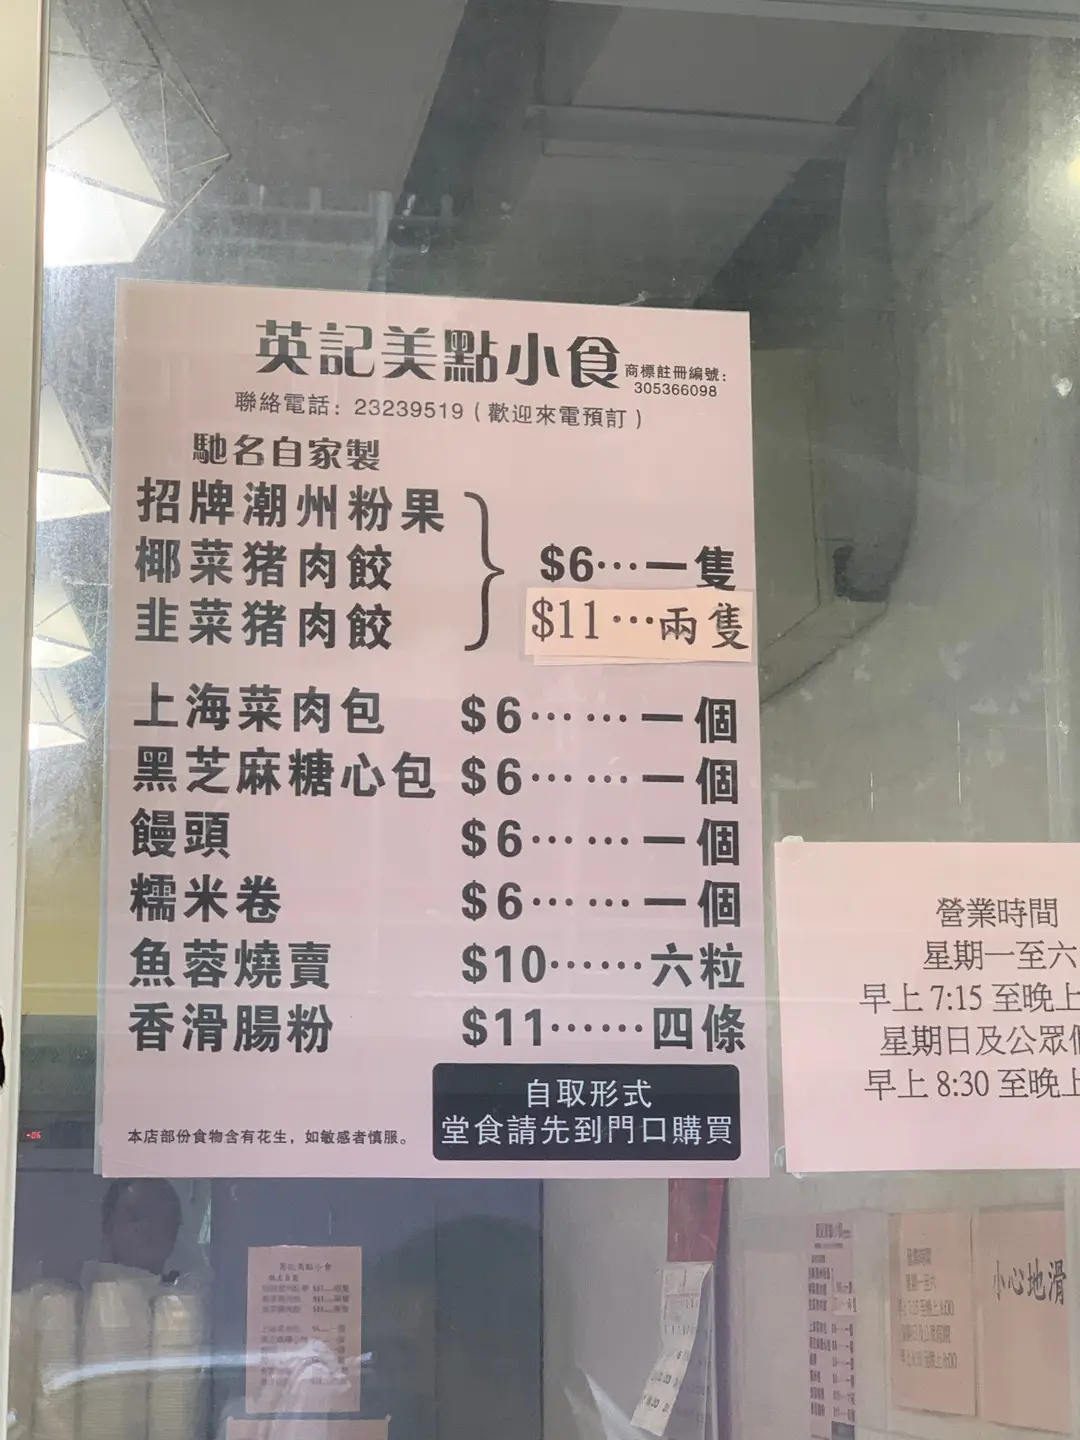 英記美點小食
商標註冊編號：
305366098
聯絡電話：23239519（歡迎來電預訂）
馳名自家製
招牌潮州粉果
椰菜猪肉餃
韭菜猪肉餃
$6…一隻
$11…兩隻
上海菜肉包 $6……一個
黑芝麻糖心包 $6……一個
饅頭 $6……一個
糯米卷 $6……一個
魚蓉燒賣 $10……六粒
香滑腸粉 $11……四條
自取形式
堂食請先到門口購買
本店部份食物含有花生，如敏感者慎服。
營業時間
星期一至六
早上 7:15 至晚上
星期日及公眾
早上 8:30 至晚上
小心地滑